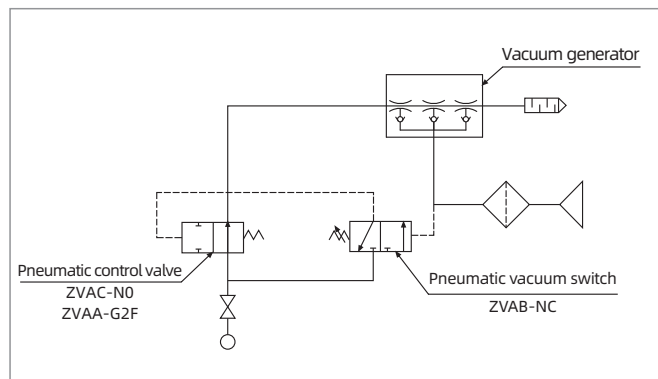 Vacuum generator
Pneumatic control valve
ZVAC-N0
ZVAA-G2F
Pneumatic vacuum switch
ZVAB-NC